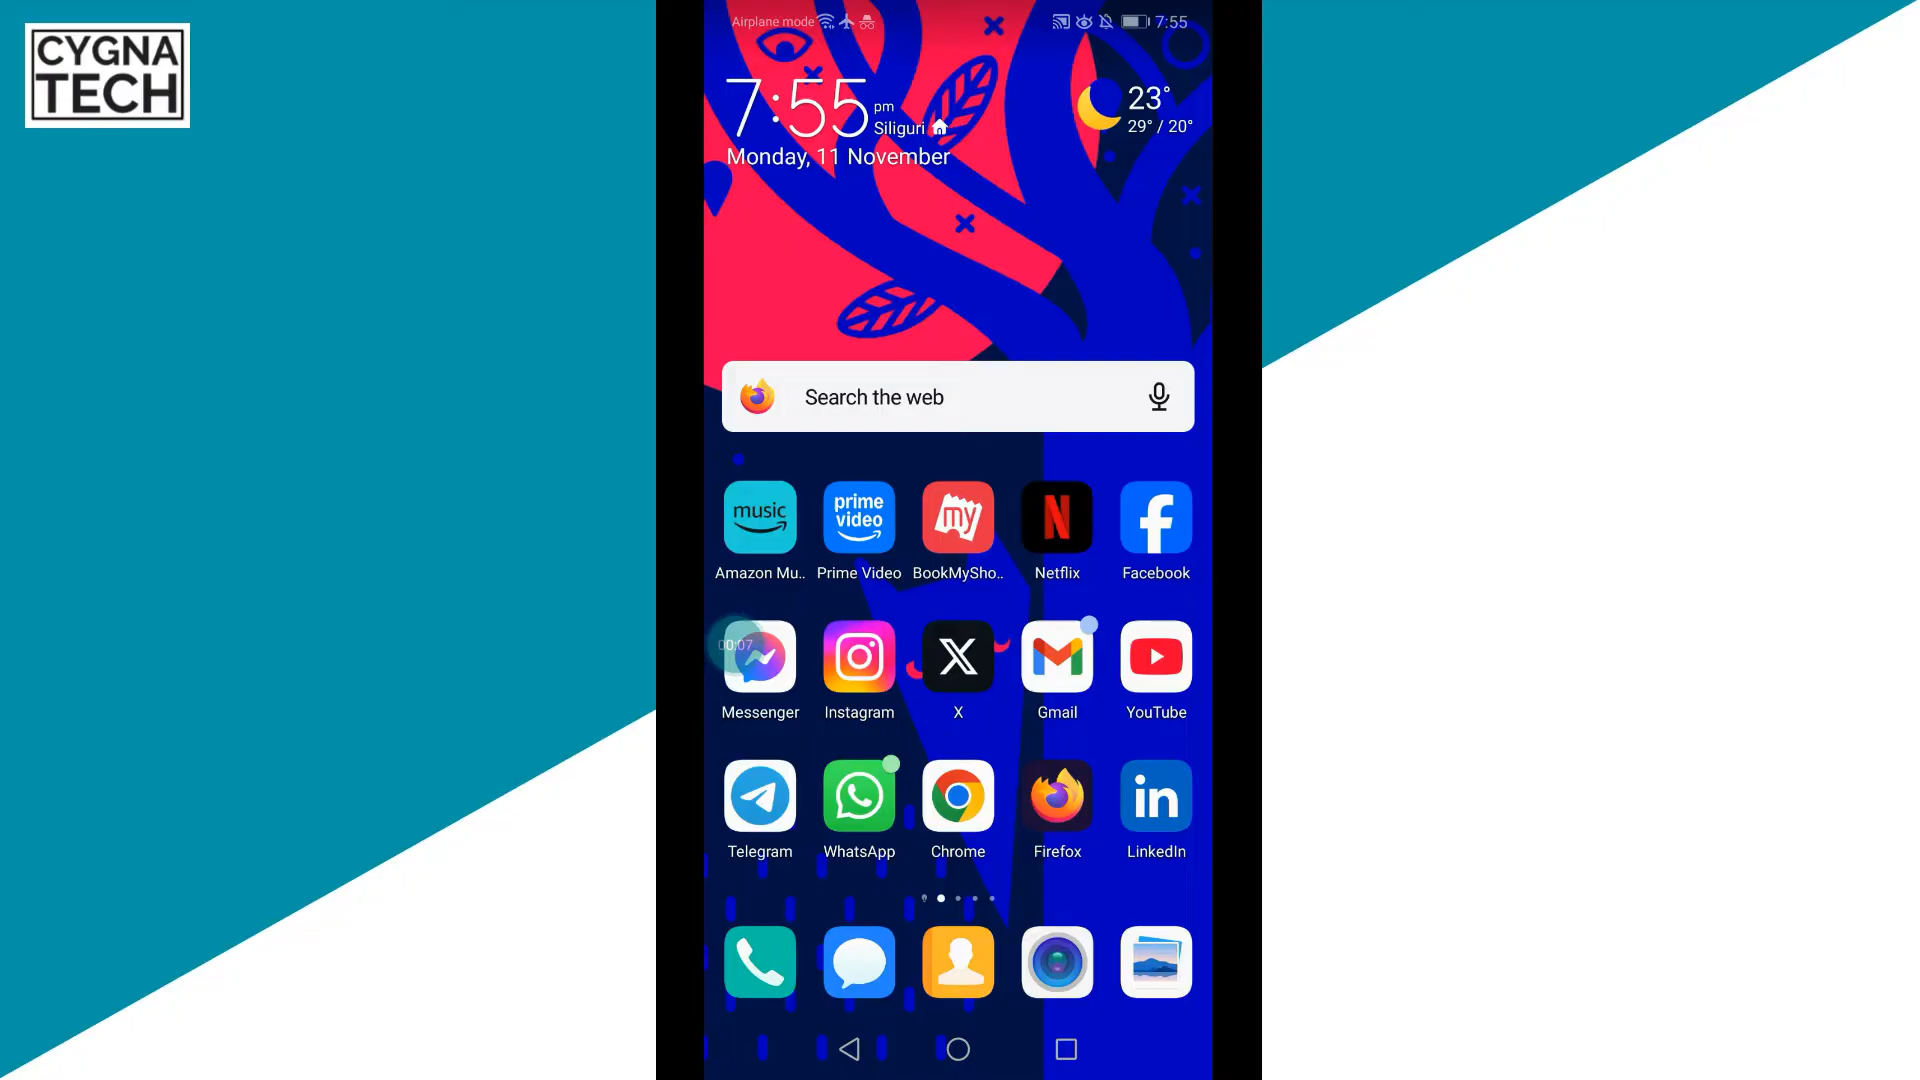 CYGNA
TECH
Airplane mode
7:55
7:55 pm
Siliguri
Monday, 11 November
23°
29° / 20°
Search the web
music
prime
video
my
N
Amazon Mu..
Prime Video
BookMySho..
Netflix
Facebook
00:07
Messenger
Instagram
X
Gmail
YouTube
in
Telegram
WhatsApp
Chrome
Firefox
LinkedIn